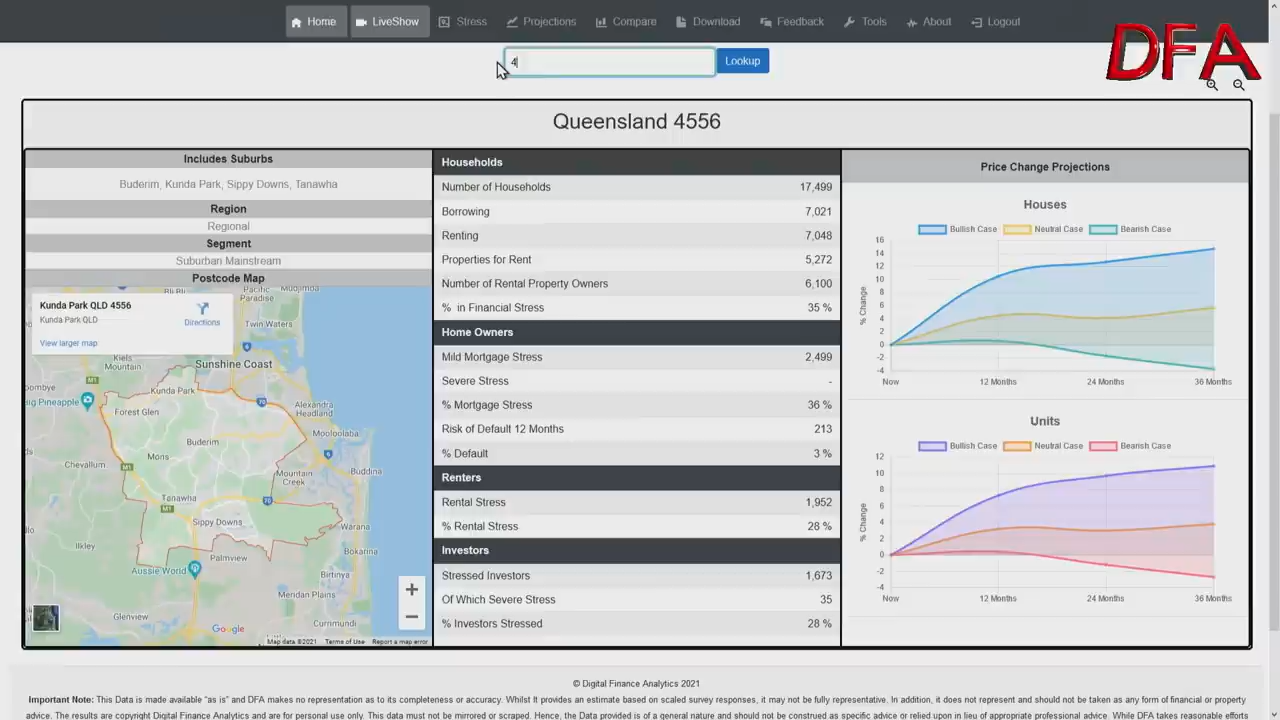 Home
LiveShow
Stress
Projections
Compare
Download
Feedback
Tools
About
Logout
DFA
4
Lookup
Queensland 4556
Includes Suburbs
Buderim, Kunda Park, Sippy Downs, Tanawha
Region
Regional
Segment
Suburban Mainstream
Postcode Map
Kunda Park QLD 4556
Kunda Park QLD
Directions
View larger map
Pacific
Paradise
Mudjimba
Twin Waters
Kiels
Mountain
Sunshine Coast
M1
6
Kunda Park
70
ig Pineapple
Forest Glen
Alexandra
Headland
Mooloolaba
Buderim
6
Mons
Chevallum
M1
Buddina
Mountain
Creek
Tanawha
70
M1
Sippy Downs
Warana
Ilkley
Palmview
Bokarina
Aussie World
Birtinya
Meridan Plains
Glenview
Currimundi
Google
Map data ©2021
Terms of Use
Report a map error
+
−
Households
Number of Households 17,499
Borrowing 7,021
Renting 7,048
Properties for Rent 5,272
Number of Rental Property Owners 6,100
% in Financial Stress 35 %
Home Owners
Mild Mortgage Stress 2,499
Severe Stress -
% Mortgage Stress 36 %
Risk of Default 12 Months 213
% Default 3 %
Renters
Rental Stress 1,952
% Rental Stress 28 %
Investors
Stressed Investors 1,673
Of Which Severe Stress 35
% Investors Stressed 28 %
Price Change Projections
Houses
Bullish Case Neutral Case Bearish Case
16
14
12
10
8
6
4
2
0
-2
-4
% Change
Now 12 Months 24 Months 36 Months
Units
Bullish Case Neutral Case Bearish Case
12
10
8
6
4
2
0
-2
-4
% Change
Now 12 Months 24 Months 36 Months
© Digital Finance Analytics 2021
Important Note: This Data is made available “as is” and DFA makes no representation as to its completeness or accuracy. Whilst It provides an estimate based on scaled survey responses, it may not be fully representative. In addition, it does not represent and should not be taken as any form of financial or property
advice. The results are copyright Digital Finance Analytics and are for personal use only. This data must not be mirrored or scraped. Hence, the Data provided is of a general nature and should not be construed as specific advice or relied upon in lieu of appropriate professional advice. While DFA takes reasonable efforts